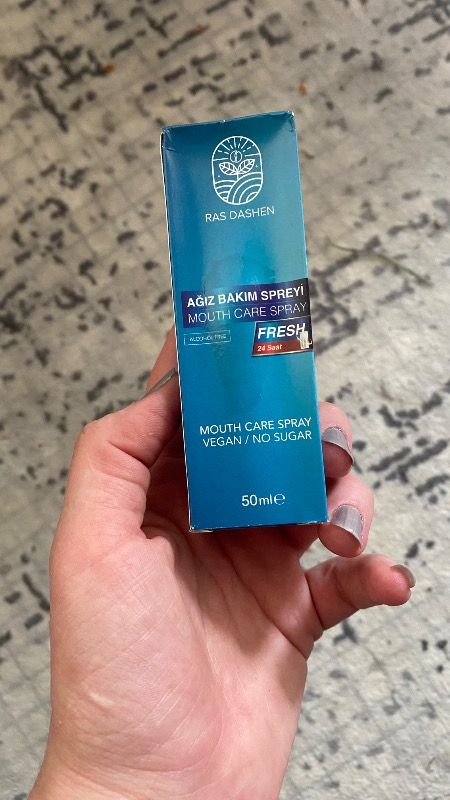 RAS DASHEN
AĞIZ BAKIM SPREYİ
MOUTH CARE SPRAY
ALCOHOL FREE
FRESH
24 Saat
MOUTH CARE SPRAY
VEGAN / NO SUGAR
50ml℮